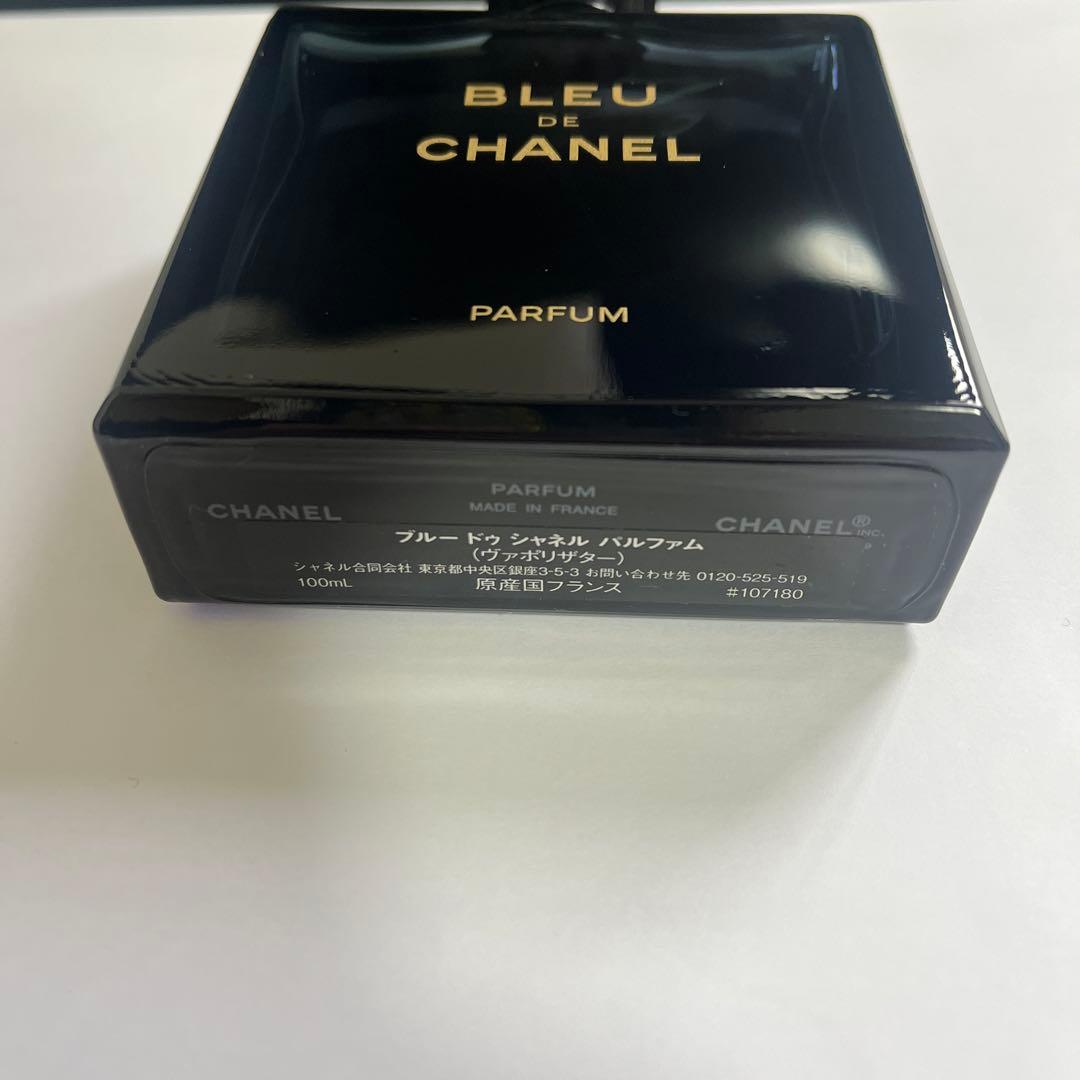 BLEU
DE
CHANEL
PARFUM
PARFUM
MADE IN FRANCE
CHANEL
CHANEL® INC.
ブルー ドゥ シャネル パルファム
(ヴァポリザター)
シャネル合同会社 東京都中央区銀座3-5-3 お問い合わせ先 0120-525-519
100mL 原産国フランス #107180